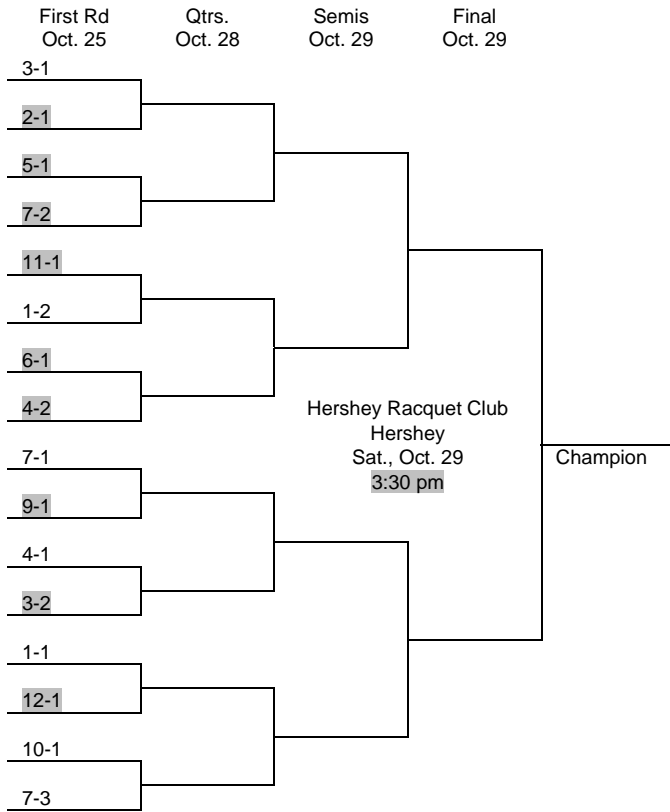 First Rd Qtrs. Semis Final
Oct. 25 Oct. 28 Oct. 29 Oct. 29
3-1
2-1
5-1
7-2
11-1
1-2
6-1
4-2
Hershey Racquet Club
Hershey
Sat., Oct. 29
3:30 pm
Champion
7-1
9-1
4-1
3-2
1-1
12-1
10-1
7-3